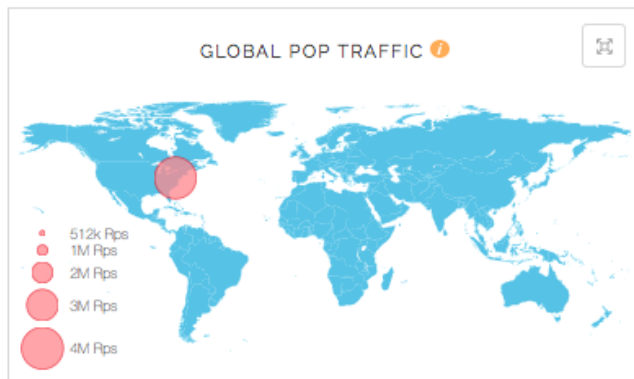 GLOBAL POP TRAFFIC i
512k Rps
1M Rps
2M Rps
3M Rps
4M Rps